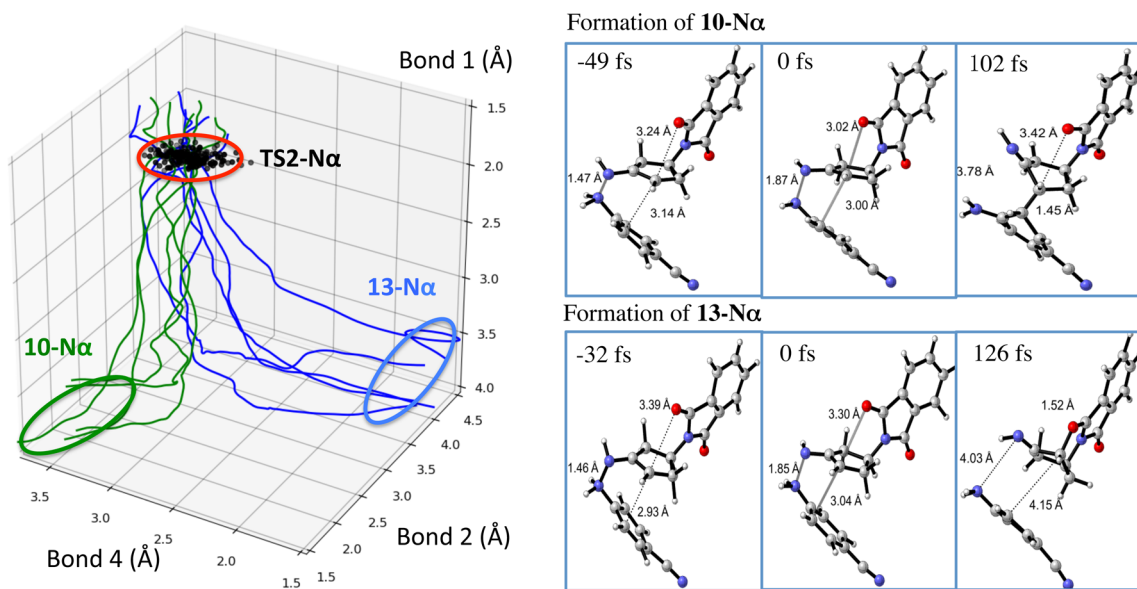 Bond 1 (Å)
1.5
2.0
2.5
3.0
3.5
4.0
4.5
4.0
3.5
3.0
2.5
2.0
1.5
3.5
3.0
2.5
2.0
1.5
Bond 4 (Å)
Bond 2 (Å)
TS2-Nα
13-Nα
10-Nα
Formation of 10-Nα
-49 fs
3.24 Å
1.47 Å
3.14 Å
0 fs
3.02 Å
1.87 Å
3.00 Å
102 fs
3.42 Å
3.78 Å
1.45 Å
Formation of 13-Nα
-32 fs
3.39 Å
1.46 Å
2.93 Å
0 fs
3.30 Å
1.85 Å
3.04 Å
126 fs
1.52 Å
4.03 Å
4.15 Å